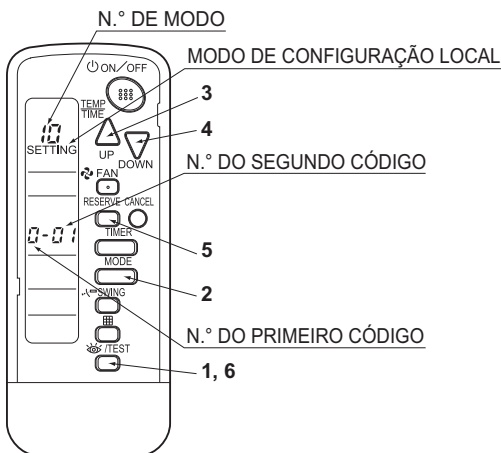 N.° DE MODO
MODO DE CONFIGURAÇÃO LOCAL
ON/OFF
TEMP
TIME
3
10
SETTING
UP
4
DOWN
N.° DO SEGUNDO CÓDIGO
FAN
RESERVE CANCEL
0-01
5
TIMER
MODE
2
SWING
N.° DO PRIMEIRO CÓDIGO
/TEST
1, 6